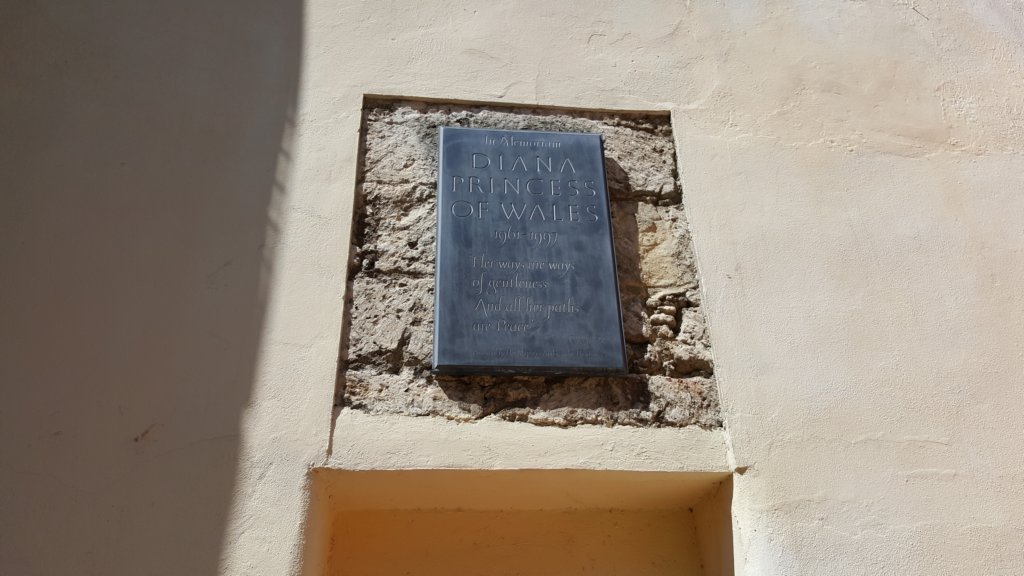 In Memoriam
DIANA
PRINCESS
OF WALES
1961-1997
Her ways are ways
of gentleness
And all her paths
are Peace